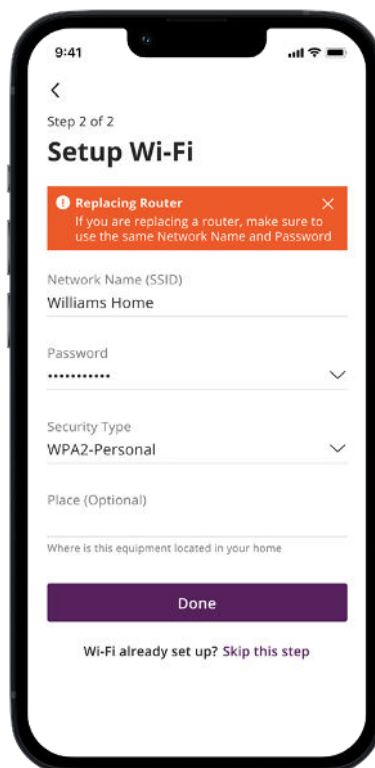 9:41
Step 2 of 2
Setup Wi-Fi
Replacing Router
If you are replacing a router, make sure to
use the same Network Name and Password
Network Name (SSID)
Williams Home
Password
•••••••••••
Security Type
WPA2-Personal
Place (Optional)
Where is this equipment located in your home
Done
Wi-Fi already set up? Skip this step